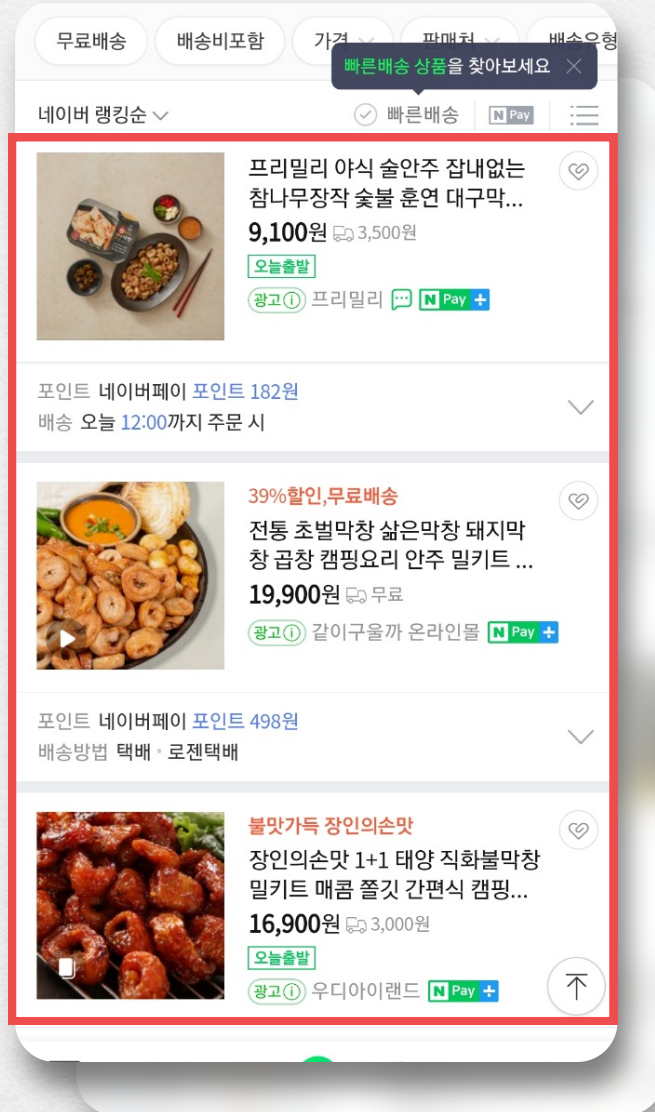 무료배송 배송비포함 가격 판매처 배송유형
빠른배송 상품을 찾아보세요
네이버 랭킹순 빠른배송 N Pay
프리밀리 야식 술안주 잡내없는
참나무장작 숯불 훈연 대구막...
9,100원 3,500원
오늘출발
광고 프리밀리 N Pay +
포인트 네이버페이 포인트 182원
배송 오늘 12:00까지 주문 시
39%할인,무료배송
전통 초벌막창 삶은막창 돼지막
창 곱창 캠핑요리 안주 밀키트 ...
19,900원 무료
광고 같이구울까 온라인몰 N Pay +
포인트 네이버페이 포인트 498원
배송방법 택배 · 로젠택배
불맛가득 장인의손맛
장인의손맛 1+1 태양 직화불막창
밀키트 매콤 쫄깃 간편식 캠핑...
16,900원 3,000원
오늘출발
광고 우디아이랜드 N Pay +